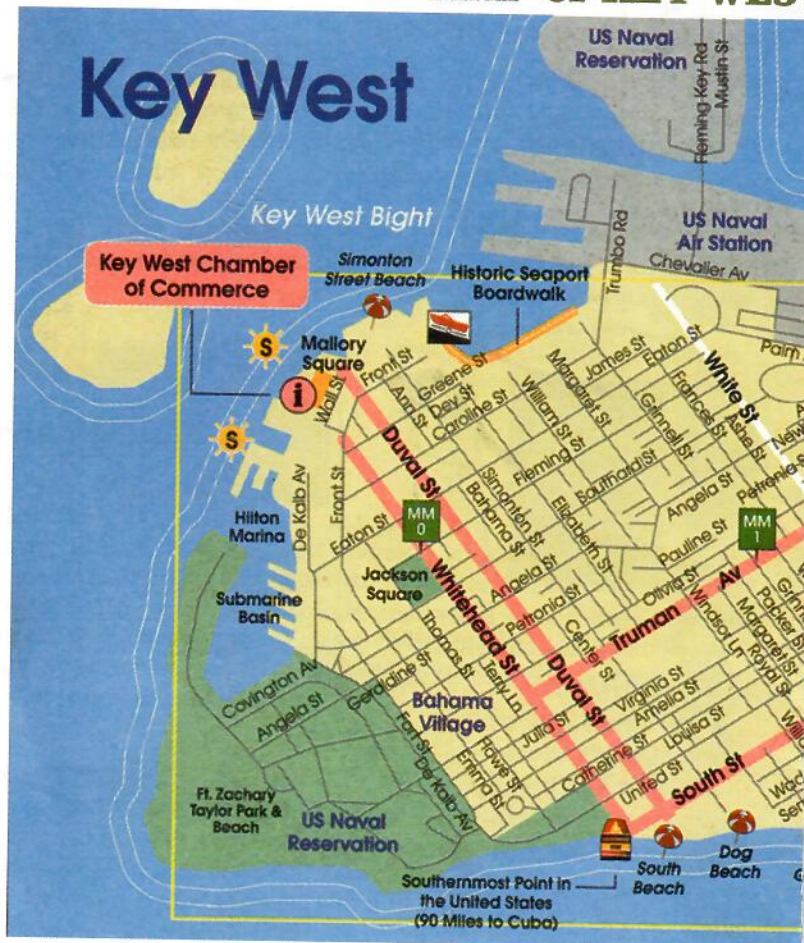 Key West
US Naval
Reservation
Fleming Key Rd
Mustin St
Key West Bight
US Naval
Air Station
Trumbo Rd
Chevalier Av
Key West Chamber
of Commerce
Simonton
Street Beach
Historic Seaport
Boardwalk
S
Mallory
Square
i
Wall St
Front St
Greene St
Ann St
Dey St
Caroline St
William St
Margaret St
James St
Eaton St
White St
Frances St
Grinnell St
Ashe St
Petronia St
S
Duval St
Fleming St
Southard St
Angela St
De Kalb Av
Front St
Simonton St
Bahama St
Elizabeth St
Hilton
Marina
Eaton St
MM
0
MM
1
Pauline St
Olivia St
Jackson
Square
Whitehead St
Angela St
Petronia St
Center St
Truman Av
Windsor Ln
Margaret St
Packer St
Royal St
Submarine
Basin
Thomas St
Terry Ln
Duval St
Virginia St
Amelia St
Covington Av
Angela St
Geraldine St
Bahama
Village
Julia St
Louisa St
Fort St
Howe St
Emma St
Catherine St
United St
South St
De Kalb Av
Ft. Zachary
Taylor Park &
Beach
US Naval
Reservation
South
Beach
Dog
Beach
Southernmost Point in
the United States
(90 Miles to Cuba)